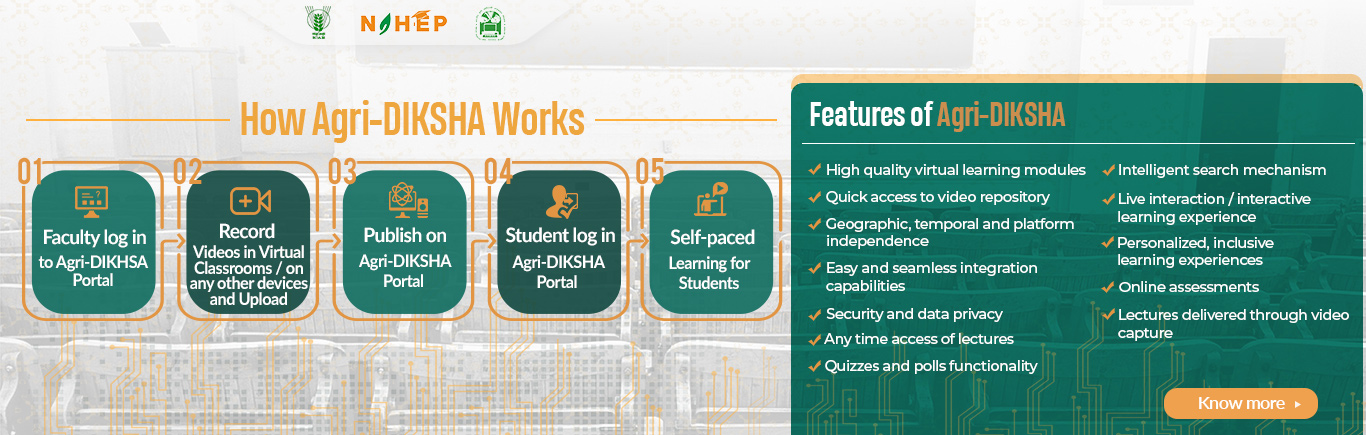 NAHEP
How Agri-DIKSHA Works
01
Faculty log in
to Agri-DIKHSA
Portal
02
Record
Videos in Virtual
Classrooms / on
any other devices
and Upload
03
Publish on
Agri-DIKSHA
Portal
04
Student log in
Agri-DIKSHA
Portal
05
Self-paced
Learning for
Students
Features of Agri-DIKSHA
High quality virtual learning modules
Quick access to video repository
Geographic, temporal and platform
independence
Easy and seamless integration
capabilities
Security and data privacy
Any time access of lectures
Quizzes and polls functionality
Intelligent search mechanism
Live interaction / interactive
learning experience
Personalized, inclusive
learning experiences
Online assessments
Lectures delivered through video
capture
Know more